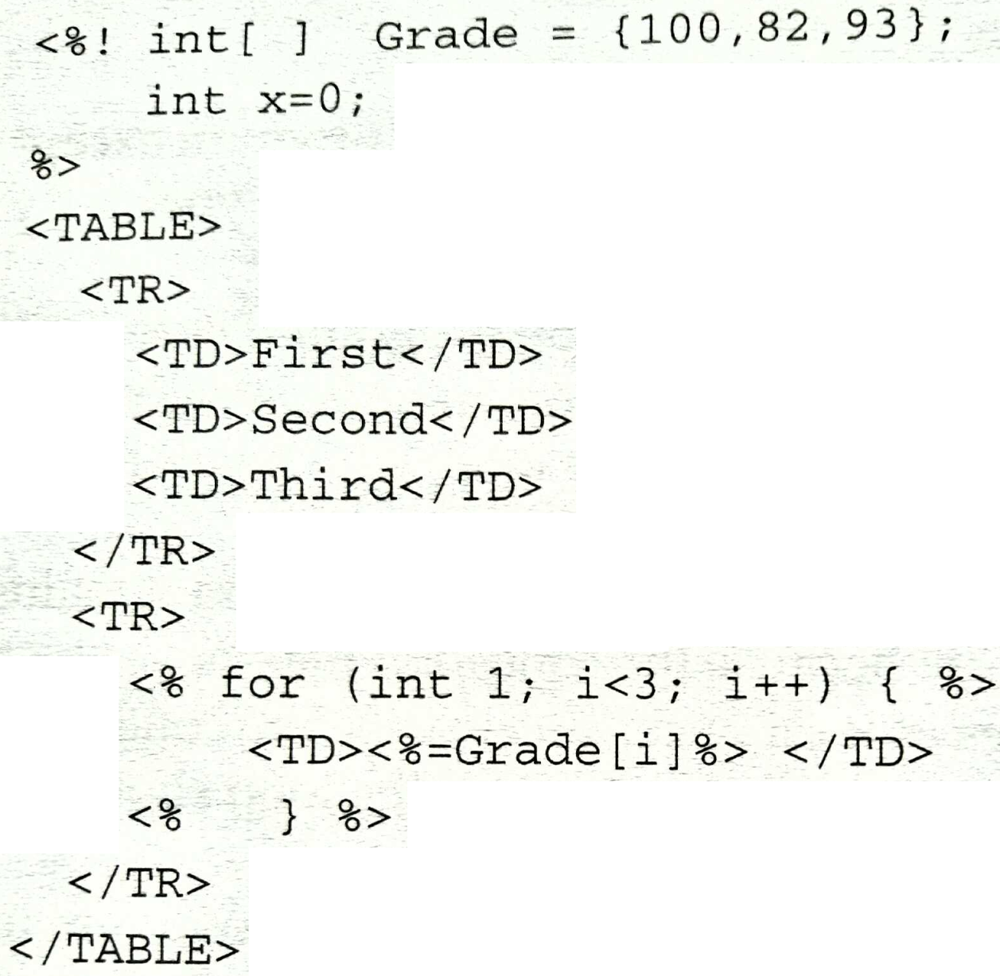 <%! int[ ]  Grade = {100,82,93};
int x=0;
%>
<TABLE>
<TR>
<TD>First</TD>
<TD>Second</TD>
<TD>Third</TD>
</TR>
<TR>
<% for (int 1; i<3; i++) { %>
<TD><%=Grade[i]%> </TD>
<%   } %>
</TR>
</TABLE>